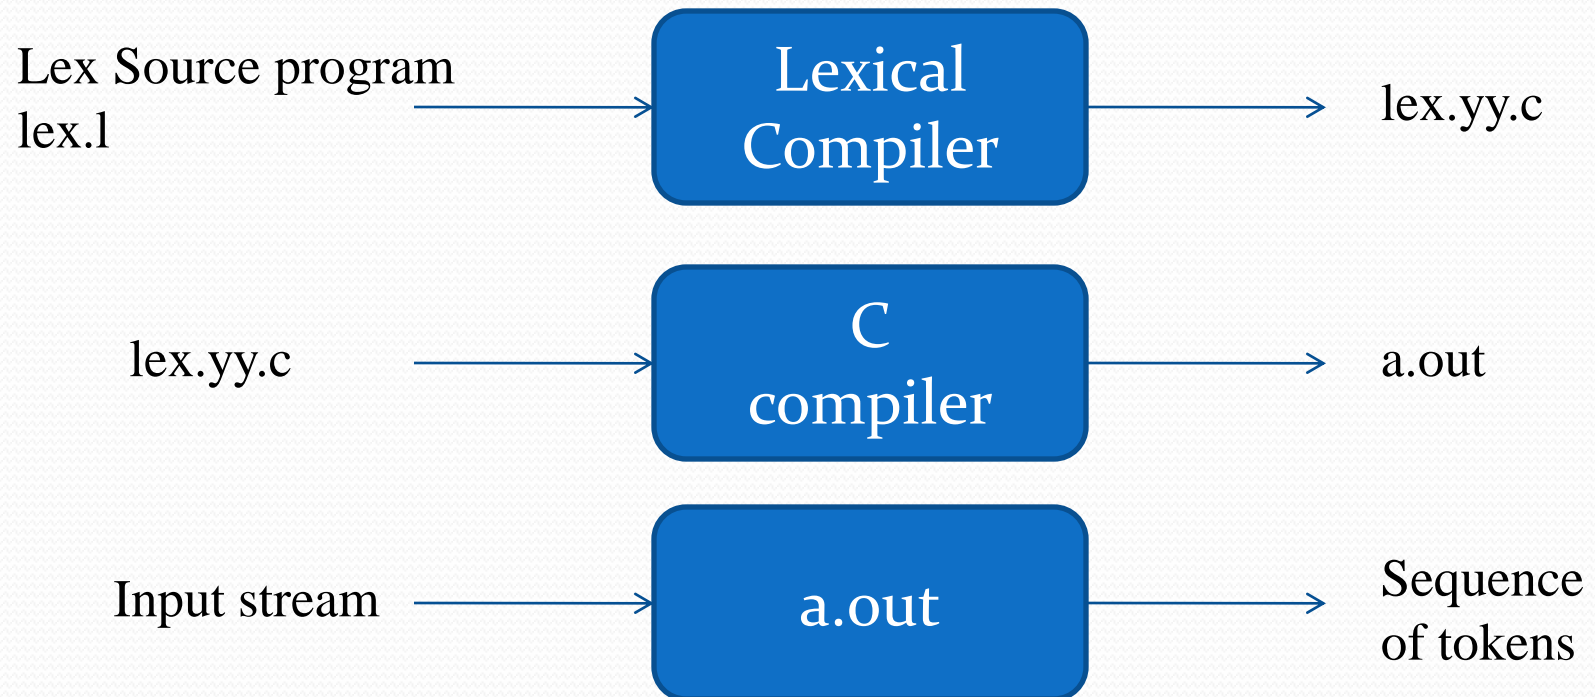 Lex Source program
lex.l
Lexical
Compiler
lex.yy.c
lex.yy.c
C
compiler
a.out
Input stream
a.out
Sequence
of tokens